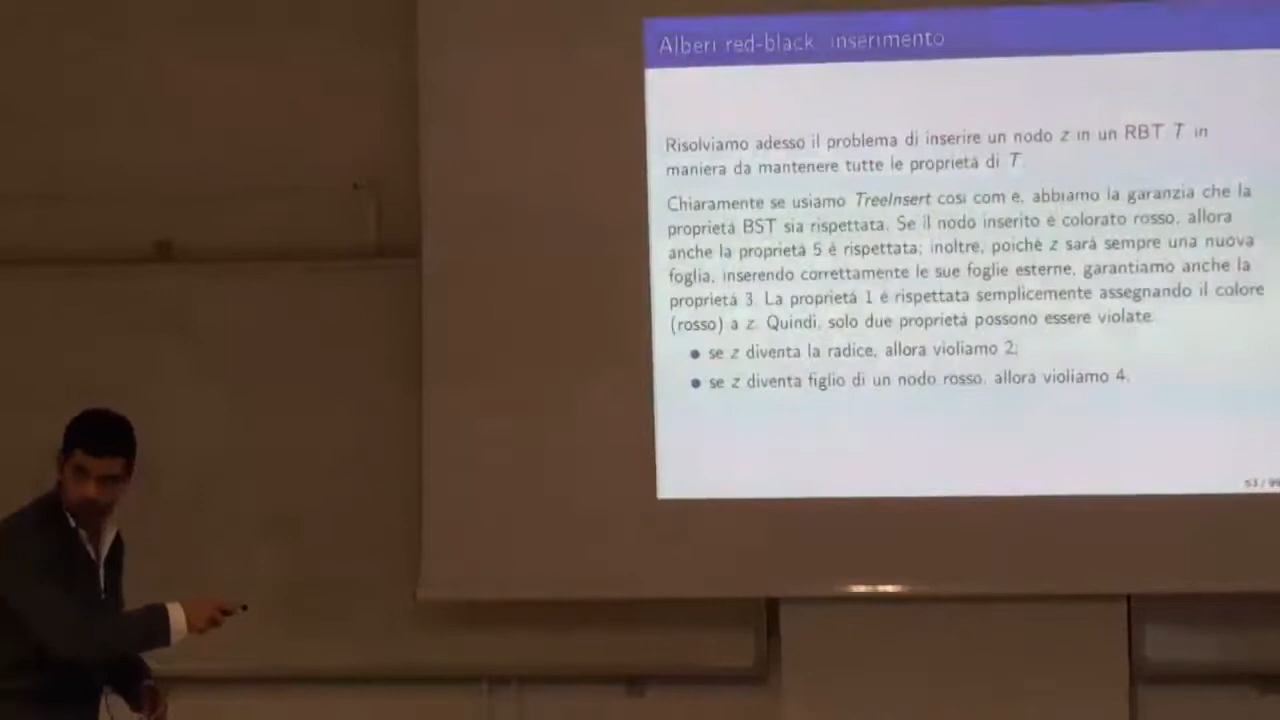 Alberi red-black: inserimento
Risolviamo adesso il problema di inserire un nodo z in un RBT T in
maniera da mantenere tutte le proprietà di T.
Chiaramente se usiamo TreeInsert così com'è, abbiamo la garanzia che la
proprietà BST sia rispettata. Se il nodo inserito è colorato rosso, allora
anche la proprietà 5 è rispettata; inoltre, poichè z sarà sempre una nuova
foglia, inserendo correttamente le sue foglie esterne, garantiamo anche la
proprietà 3. La proprietà 1 è rispettata semplicemente assegnando il colore
(rosso) a z. Quindi, solo due proprietà possono essere violate:
• se z diventa la radice, allora violiamo 2;
• se z diventa figlio di un nodo rosso, allora violiamo 4.
53 / 99